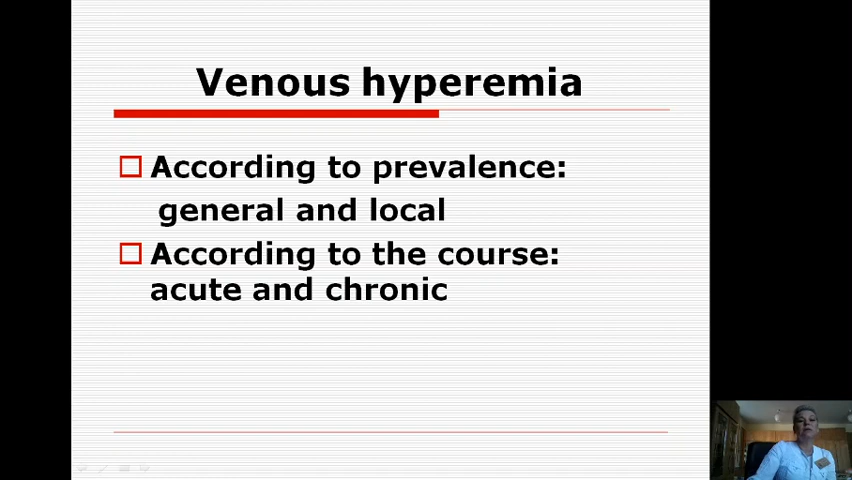 Venous hyperemia
According to prevalence:
general and local
According to the course:
acute and chronic